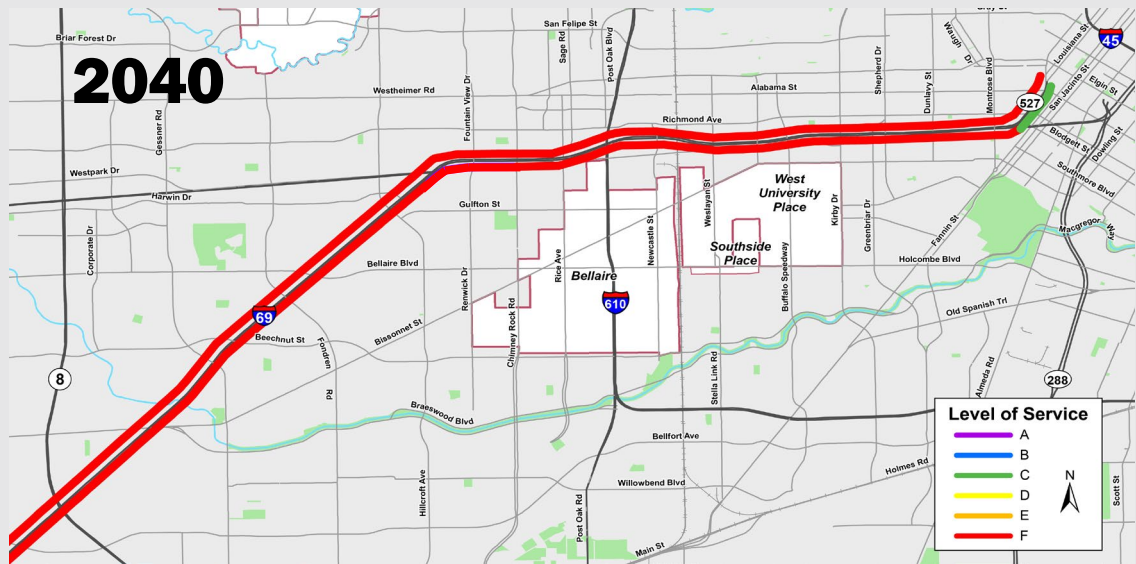 2040
San Felipe St
Briar Forest Dr
Sage Rd
Post Oak Blvd
Waugh Dr
Louisiana St
45
Westheimer Rd
Fountain View Dr
Alabama St
Shepherd Dr
Dunlavy St
Montrose Blvd
San Jacinto St
Elgin St
527
Gessner Rd
Richmond Ave
Blodgett St
Dowling St
Westpark Dr
Harwin Dr
Southmore Blvd
West
University
Place
Weslayan St
Kirby Dr
Greenbriar Dr
Gulfton St
Newcastle St
Fannin St
Macgregor Way
Corporate Dr
Southside
Place
Bellaire Blvd
Rice Ave
Bellaire
Buffalo Speedway
Holcombe Blvd
Renwick Dr
610
69
Old Spanish Trl
Beechnut St
Bissonnet St
Chimney Rock Rd
Fondren Rd
8
Stella Link Rd
Almeda Rd
288
Braeswood Blvd
Bellfort Ave
Hillcroft Ave
Willowbend Blvd
Holmes Rd
Scott St
Post Oak Rd
Main St
Level of Service
A
B
C
D
E
F
N